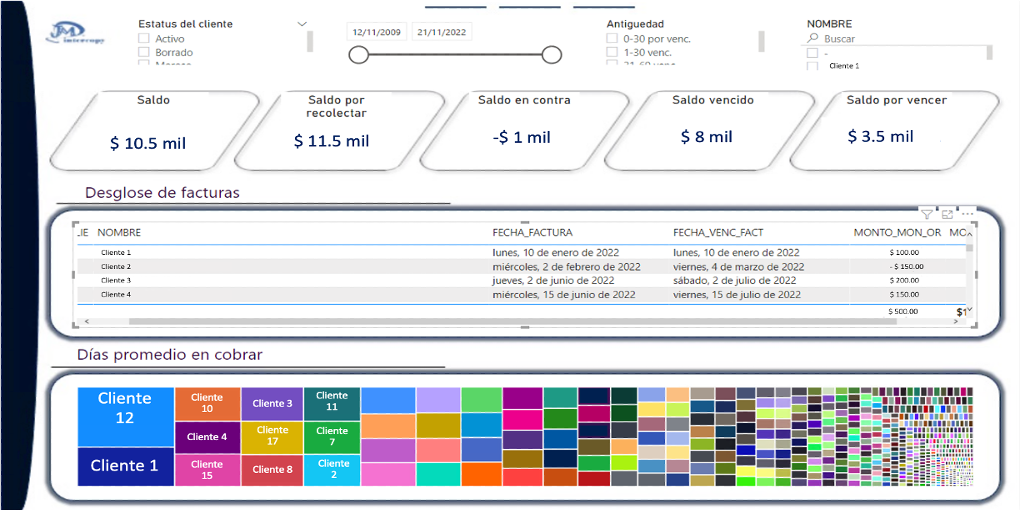 JMD
intercopy
Estatus del cliente
Activo
Borrado
12/11/2009
21/11/2022
Antiguedad
0-30 por venc.
1-30 venc.
NOMBRE
Buscar
-
Cliente 1
Saldo
$ 10.5 mil
Saldo por
recolectar
$ 11.5 mil
Saldo en contra
-$ 1 mil
Saldo vencido
$ 8 mil
Saldo por vencer
$ 3.5 mil
Desglose de facturas
.IE NOMBRE FECHA_FACTURA FECHA_VENC_FACT MONTO_MON_OR MC
Cliente 1 lunes, 10 de enero de 2022 lunes, 10 de enero de 2022 $ 100.00
Cliente 2 miércoles, 2 de febrero de 2022 viernes, 4 de marzo de 2022 - $ 150.00
Cliente 3 jueves, 2 de junio de 2022 sábado, 2 de julio de 2022 $ 200.00
Cliente 4 miércoles, 15 de junio de 2022 viernes, 15 de julio de 2022 $ 150.00
$ 500.00 $1
Días promedio en cobrar
Cliente
12
Cliente 1
Cliente
10
Cliente 4
Cliente
15
Cliente 3
Cliente
17
Cliente 8
Cliente
11
Cliente
7
Cliente
2